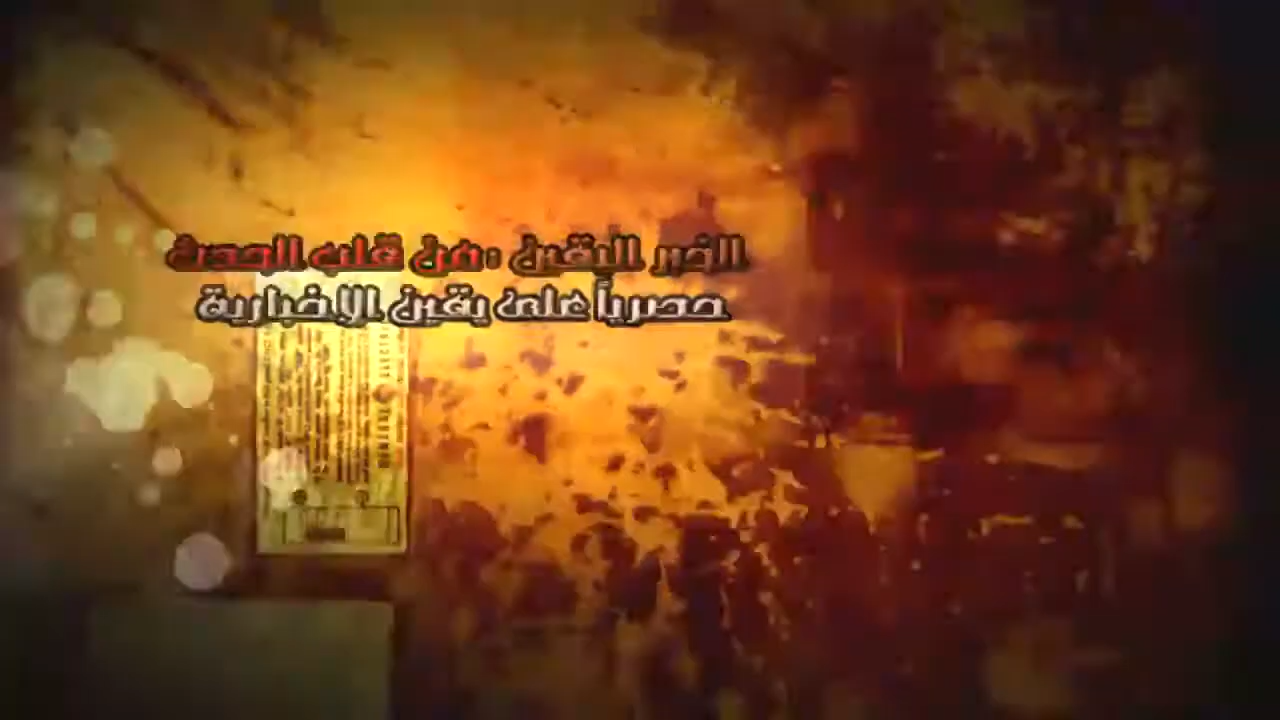 الخبر اليقين : من قلب الحدث
حصرياً على يقين الإخبارية